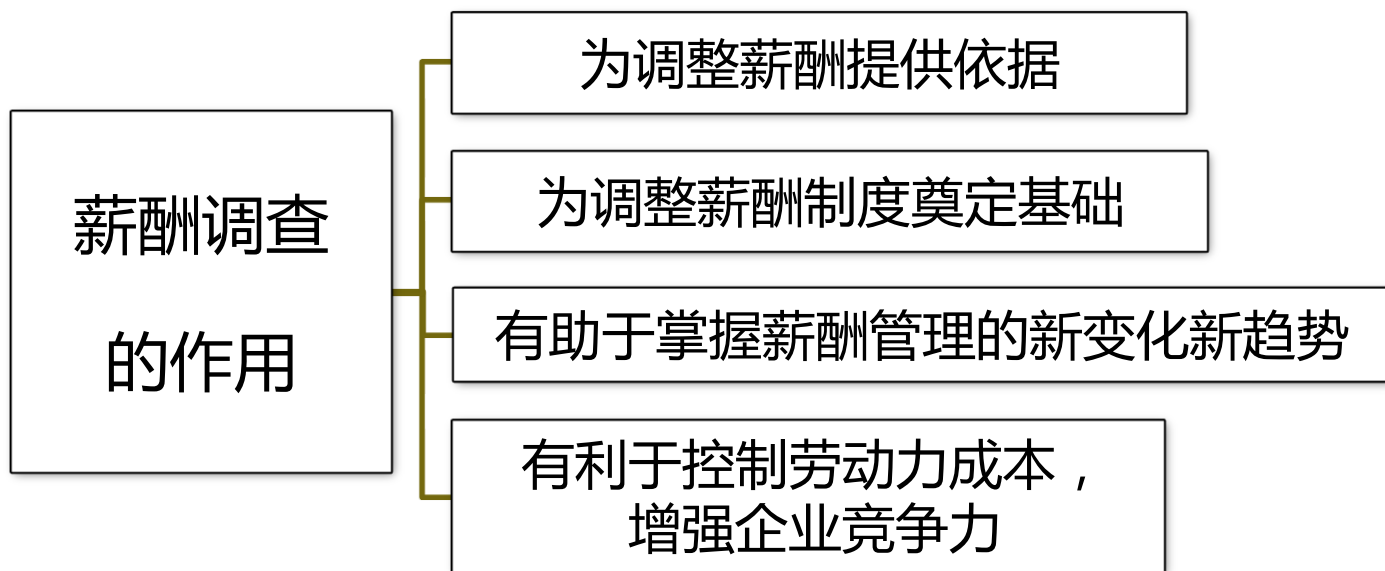 薪酬调查
的作用
为调整薪酬提供依据
为调整薪酬制度奠定基础
有助于掌握薪酬管理的新变化新趋势
有利于控制劳动力成本，
增强企业竞争力